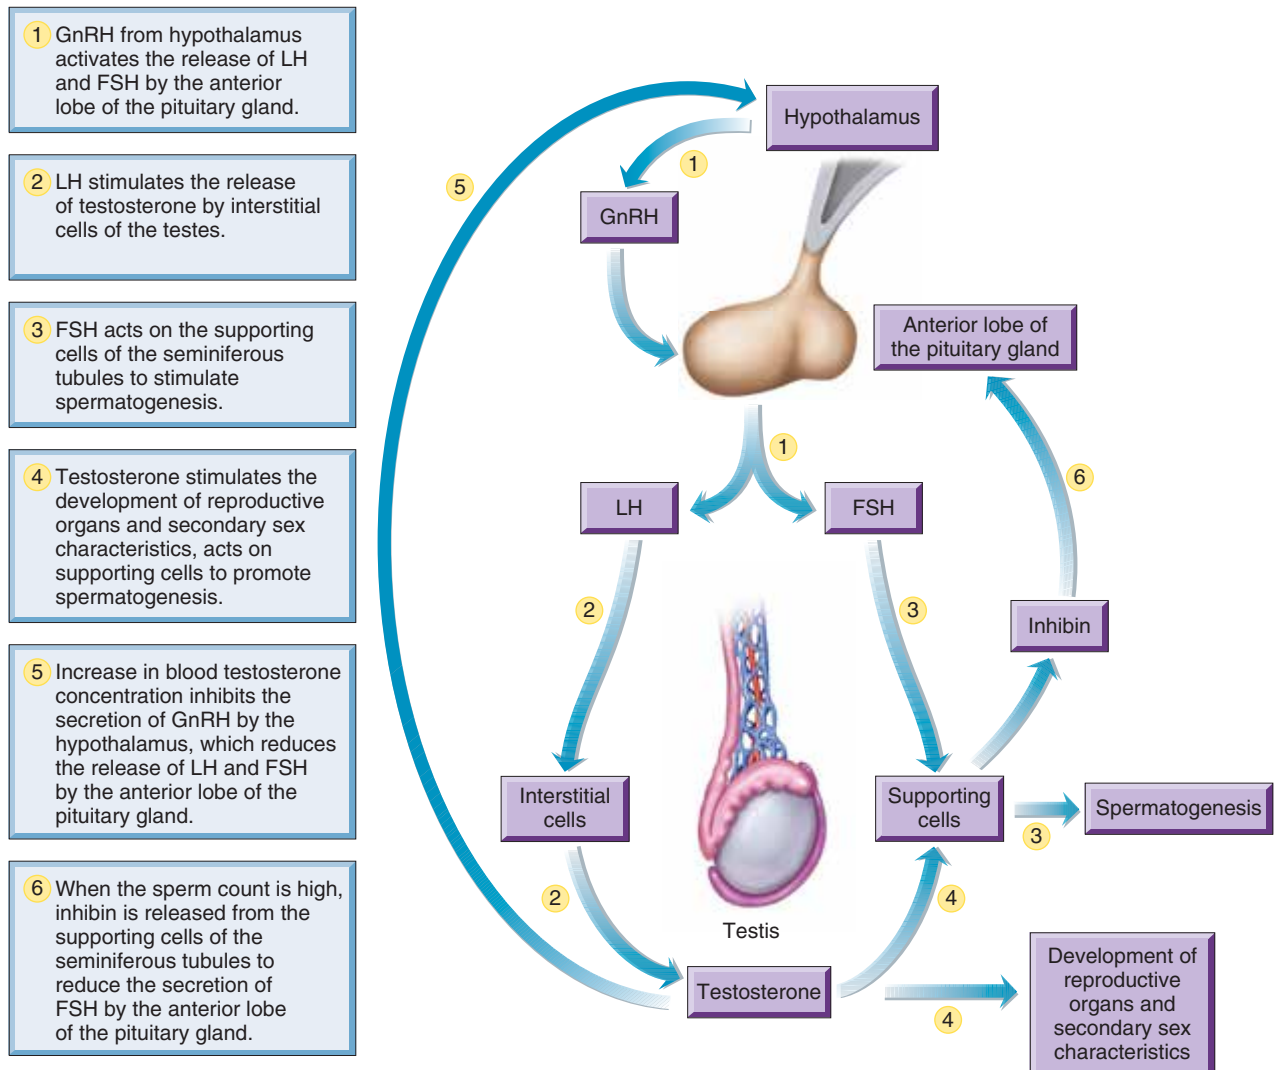 1 GnRH from hypothalamus
activates the release of LH
and FSH by the anterior
lobe of the pituitary gland.
2 LH stimulates the release
of testosterone by interstitial
cells of the testes.
3 FSH acts on the supporting
cells of the seminiferous
tubules to stimulate
spermatogenesis.
4 Testosterone stimulates the
development of reproductive
organs and secondary sex
characteristics, acts on
supporting cells to promote
spermatogenesis.
5 Increase in blood testosterone
concentration inhibits the
secretion of GnRH by the
hypothalamus, which reduces
the release of LH and FSH
by the anterior lobe of the
pituitary gland.
6 When the sperm count is high,
inhibin is released from the
supporting cells of the
seminiferous tubules to
reduce the secretion of
FSH by the anterior lobe
of the pituitary gland.
Hypothalamus
1
5
GnRH
Anterior lobe of
the pituitary gland
1
6
LH
FSH
2
3
Inhibin
Interstitial
cells
Supporting
cells
Spermatogenesis
3
2
4
Testis
Testosterone
4
Development of
reproductive
organs and
secondary sex
characteristics